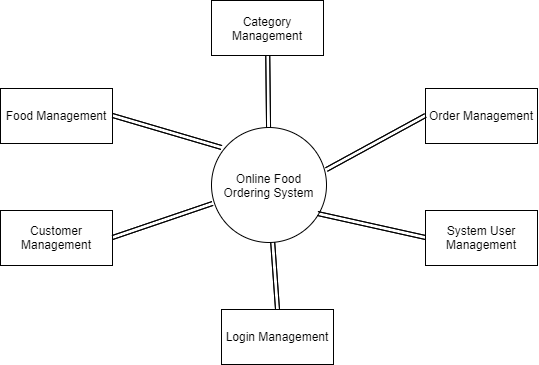 Category
Management
Food Management
Order Management
Online Food
Ordering System
Customer
Management
System User
Management
Login Management